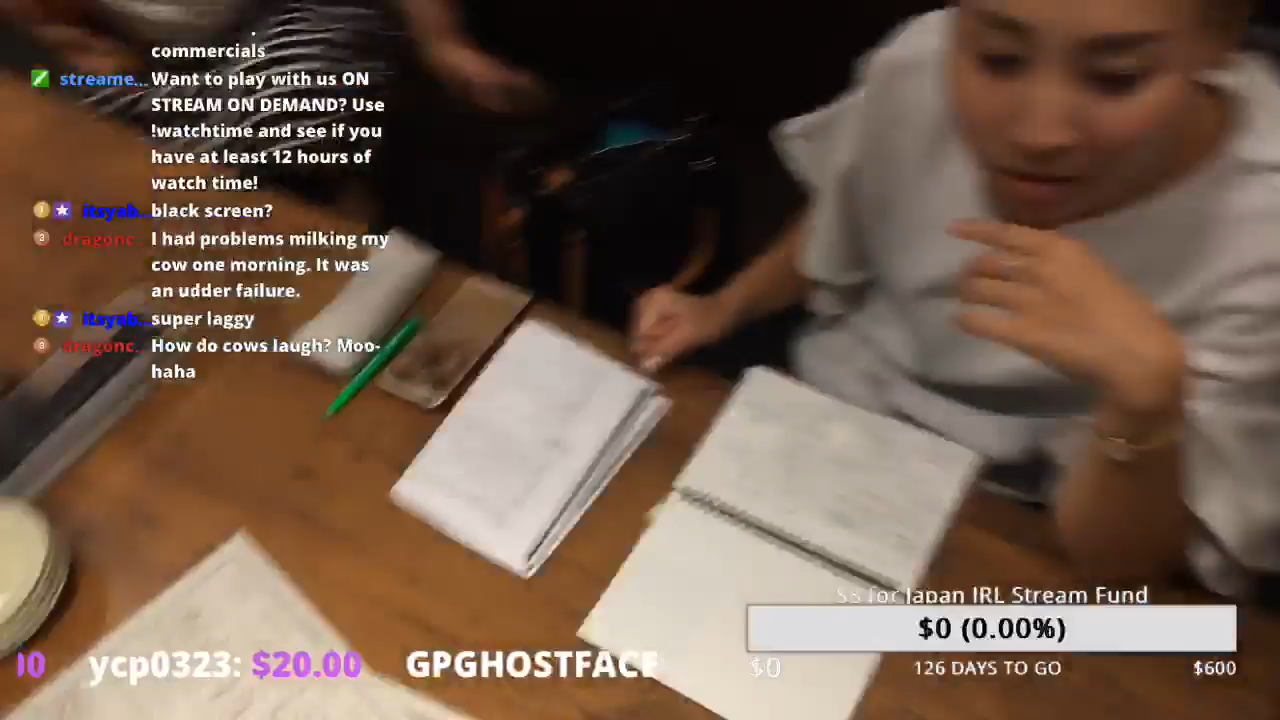 commercials
streame... Want to play with us ON
STREAM ON DEMAND? Use
!watchtime and see if you
have at least 12 hours of
watch time!
itsyab... black screen?
dragonc... I had problems milking my
cow one morning. It was
an udder failure.
itsyab... super laggy
dragonc... How do cows laugh? Moo-
haha
$$ for Japan IRL Stream Fund
$0 (0.00%)
$0 126 DAYS TO GO $600
ycp0323: $20.00 GPGHOSTFACE